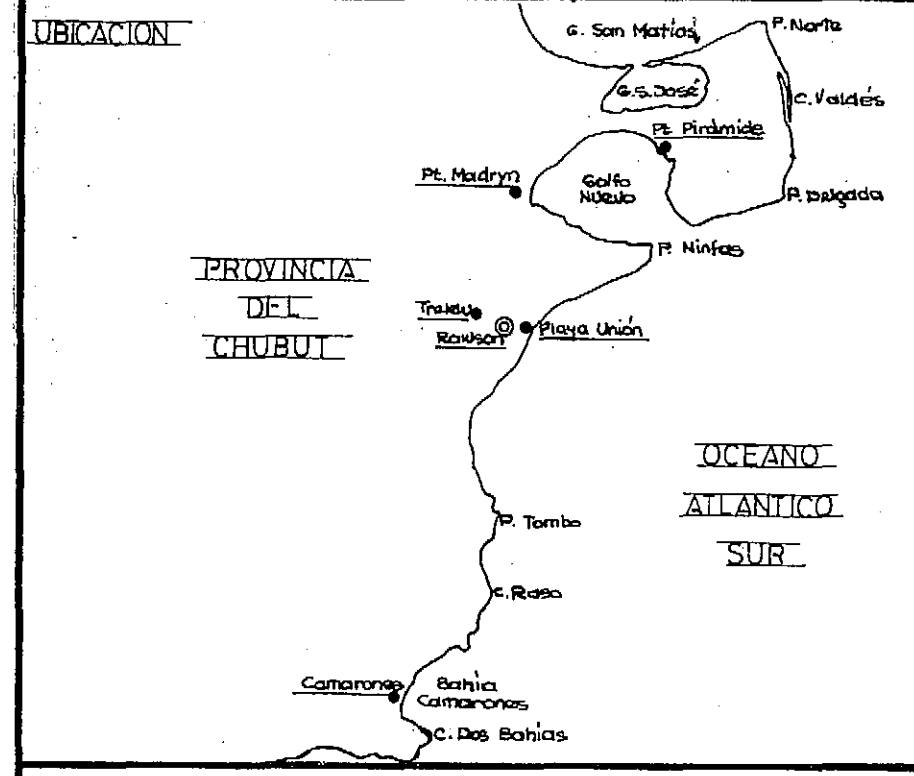 UBICACION
G. San Matías
P. Norte
G.S. José
C. Valdés
Pt. Pirámide
Pt. Madryn
Golfo
Nuevo
P. Delgada
P. Ninfas
PROVINCIA
DEL
CHUBUT
Trelew
Rawson
Playa Unión
OCEANO
ATLANTICO
SUR
P. Tombo
C. Raso
Camarones
Bahía
Camarones
C. Dos Bahías